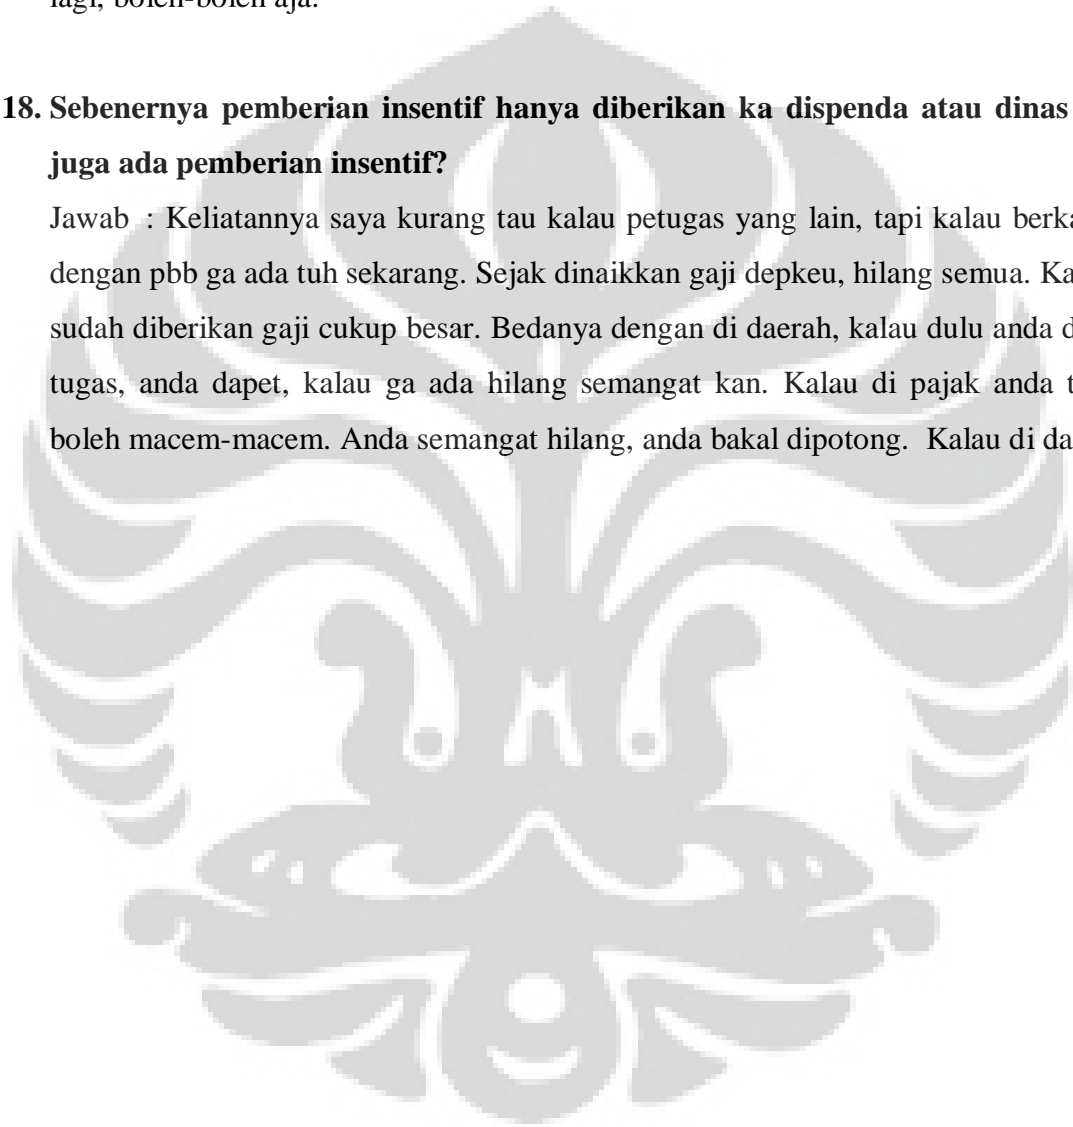 lagi, boleh-boleh aja.
18. Sebenernya pemberian insentif hanya diberikan ka dispenda atau dinas
juga ada pemberian insentif?
Jawab : Keliatannya saya kurang tau kalau petugas yang lain, tapi kalau
dengan pbb ga ada tuh sekarang. Sejak dinaikkan gaji depkeu, hilang semua.
sudah diberikan gaji cukup besar. Bedanya dengan di daerah, kalau dulu anda
tugas, anda dapet, kalau ga ada hilang semangat kan. Kalau di pajak anda
boleh macem-macem. Anda semangat hilang, anda bakal dipotong. Kalau di